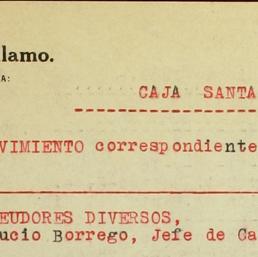 lamo.
A:
CAJA SANTA
VIMIENTO correspondiente
EUDORES DIVERSOS,
ucio Borrego, Jefe de Ca